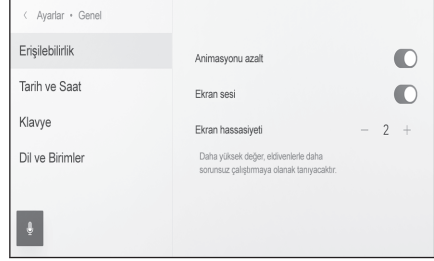 Ayarlar • Genel
Erişilebilirlik
Tarih ve Saat
Klavye
Dil ve Birimler
Animasyonu azalt
Ekran sesi
Ekran hassasiyeti
− 2 +
Daha yüksek değer, eldivenlerle daha
sorunsuz çalıştırmaya olanak tanıyacaktır.